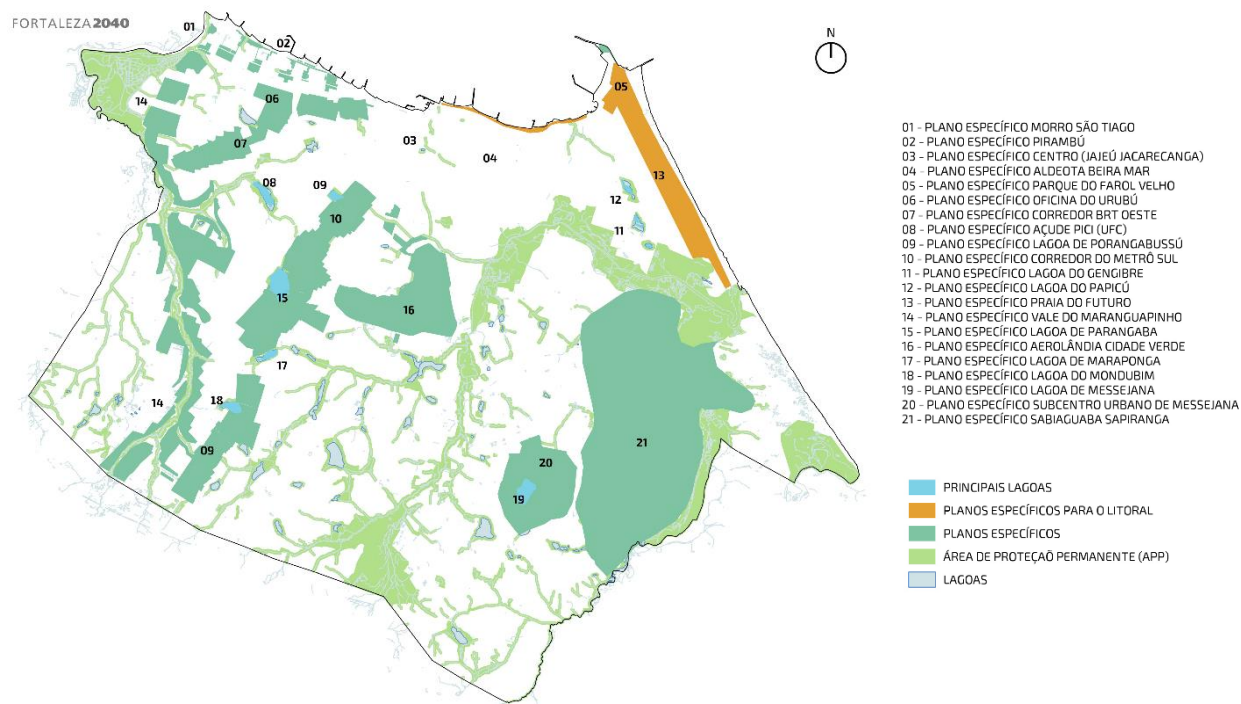 FORTALEZA2040
01
02
N
05
14
06
01 - PLANO ESPECÍFICO MORRO SÃO TIAGO
02 - PLANO ESPECÍFICO PIRAMBÚ
03 - PLANO ESPECÍFICO CENTRO (JAJEÚ JACARECANGA)
04 - PLANO ESPECÍFICO ALDEOTA BEIRA MAR
05 - PLANO ESPECÍFICO PARQUE DO FAROL VELHO
06 - PLANO ESPECÍFICO OFICINA DO URUBÚ
07 - PLANO ESPECÍFICO CORREDOR BRT OESTE
08 - PLANO ESPECÍFICO AÇUDE PICI (UFC)
09 - PLANO ESPECÍFICO LAGOA DE PORANGABUSSÚ
10 - PLANO ESPECÍFICO CORREDOR DO METRÔ SUL
11 - PLANO ESPECÍFICO LAGOA DO GENGIBRE
12 - PLANO ESPECÍFICO LAGOA DO PAPICÚ
13 - PLANO ESPECÍFICO PRAIA DO FUTURO
14 - PLANO ESPECÍFICO VALE DO MARANGUAPINHO
15 - PLANO ESPECÍFICO LAGOA DE PARANGABA
16 - PLANO ESPECÍFICO AEROLÂNDIA CIDADE VERDE
17 - PLANO ESPECÍFICO LAGOA DE MARAPONGA
18 - PLANO ESPECÍFICO LAGOA DO MONDUBIM
19 - PLANO ESPECÍFICO LAGOA DE MESSEJANA
20 - PLANO ESPECÍFICO SUBCENTRO URBANO DE MESSEJANA
21 - PLANO ESPECÍFICO SABIAGUABA SAPIRANGA
07
03
04
08
09
13
12
10
11
15
16
17
14
18
09
20
21
19
PRINCIPAIS LAGOAS
PLANOS ESPECÍFICOS PARA O LITORAL
PLANOS ESPECÍFICOS
ÁREA DE PROTEÇAÕ PERMANENTE (APP)
LAGOAS